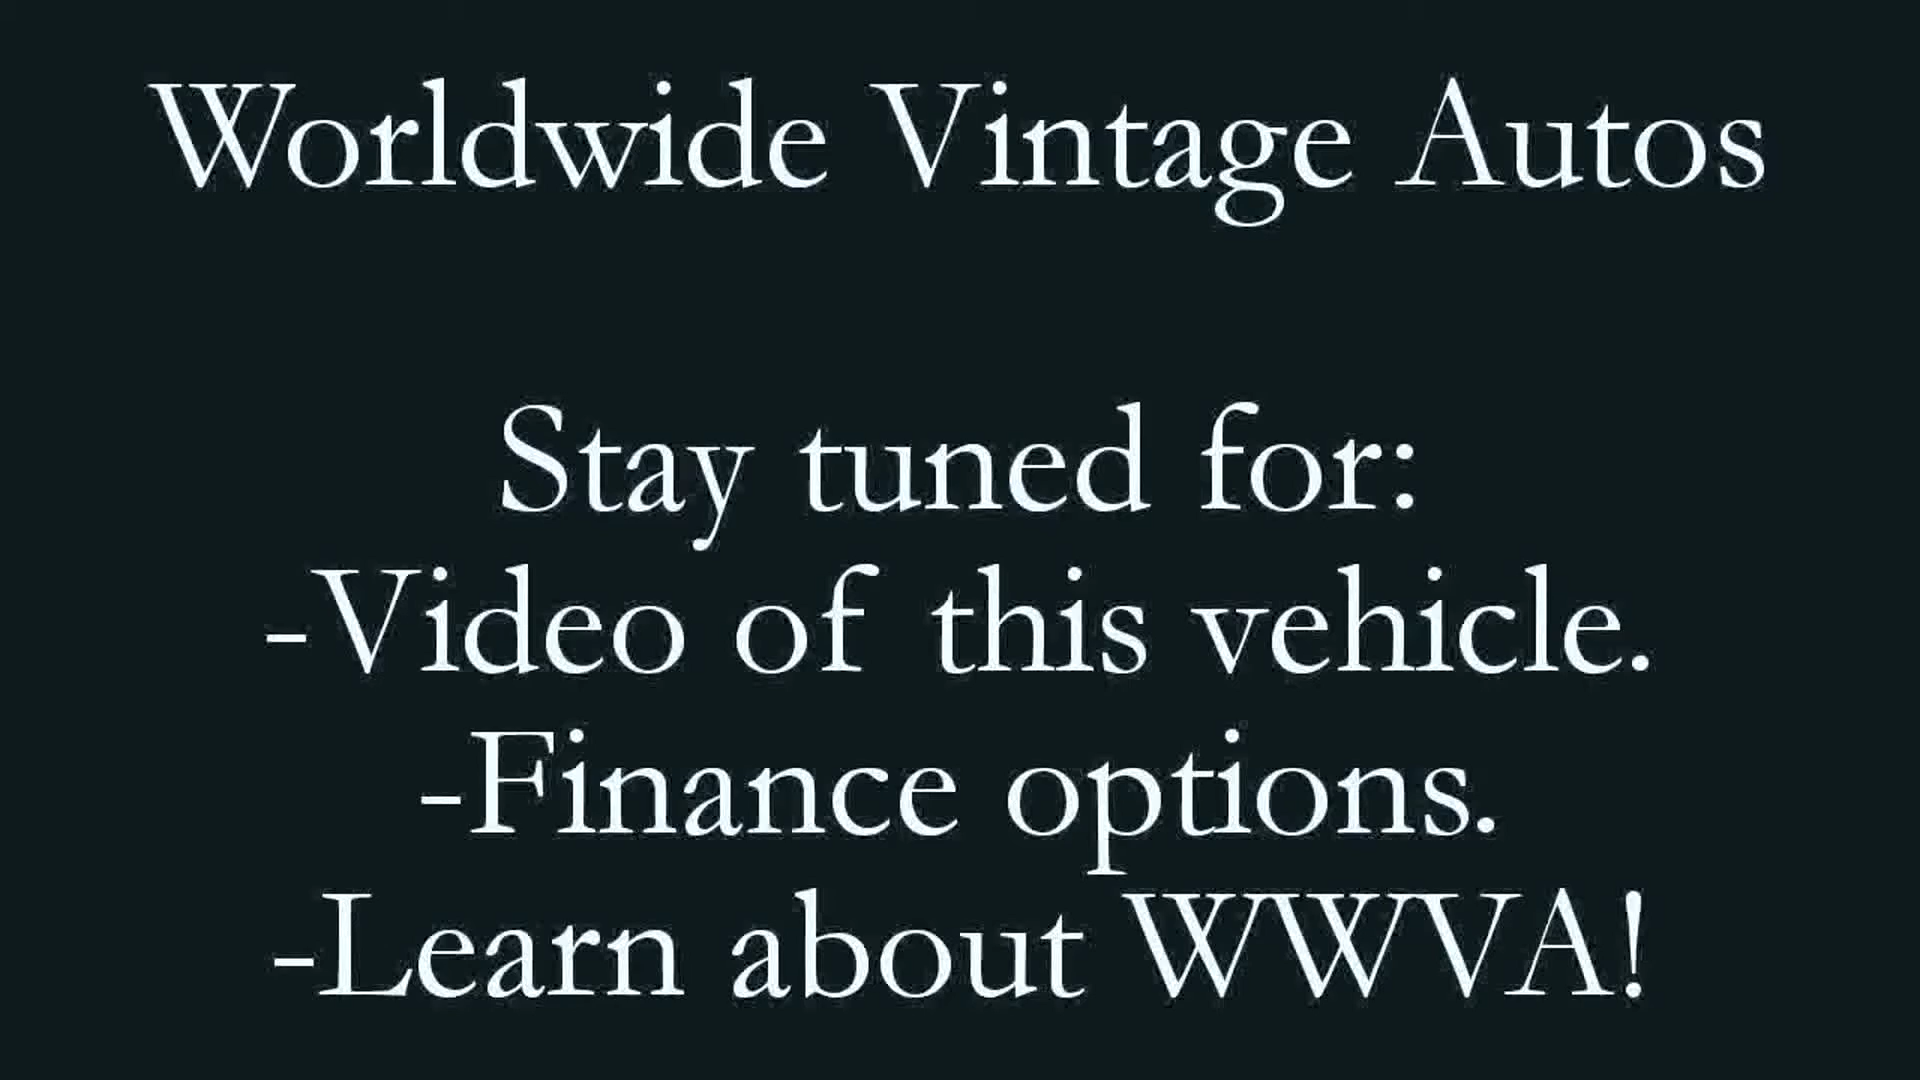 Worldwide Vintage Autos
Stay tuned for:
-Video of this vehicle.
-Finance options.
-Learn about WWVA!